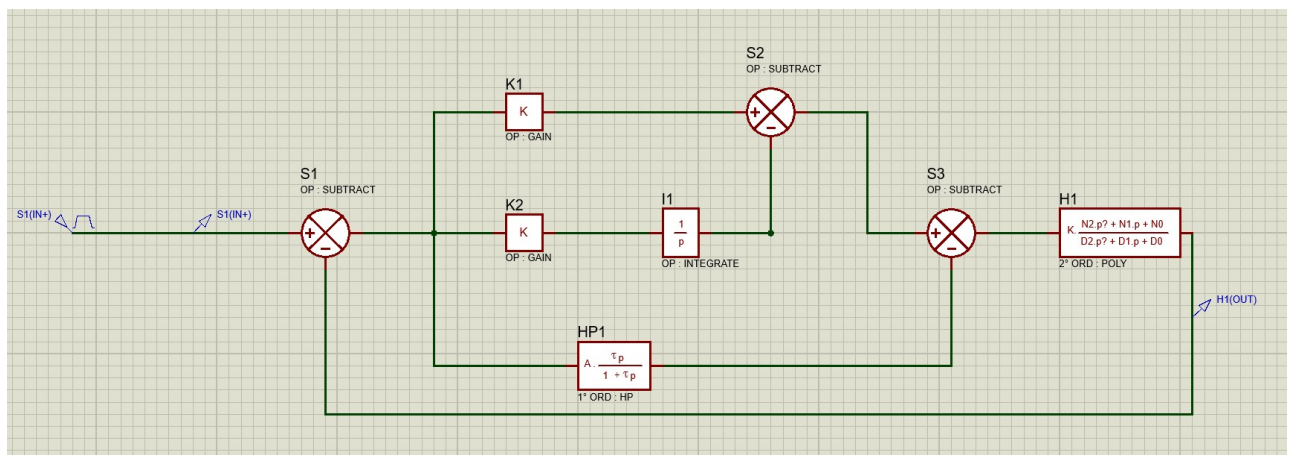 S2
OP : SUBTRACT
K1
K
OP : GAIN
+
−
S1
OP : SUBTRACT
S3
OP : SUBTRACT
S1(IN+)
S1(IN+)
+
−
K2
K
OP : GAIN
I1
1
p
OP : INTEGRATE
+
−
H1
K. N2.p? + N1.p + N0
D2.p? + D1.p + D0
2° ORD : POLY
H1(OUT)
HP1
A. τp
1 + τp
1° ORD : HP